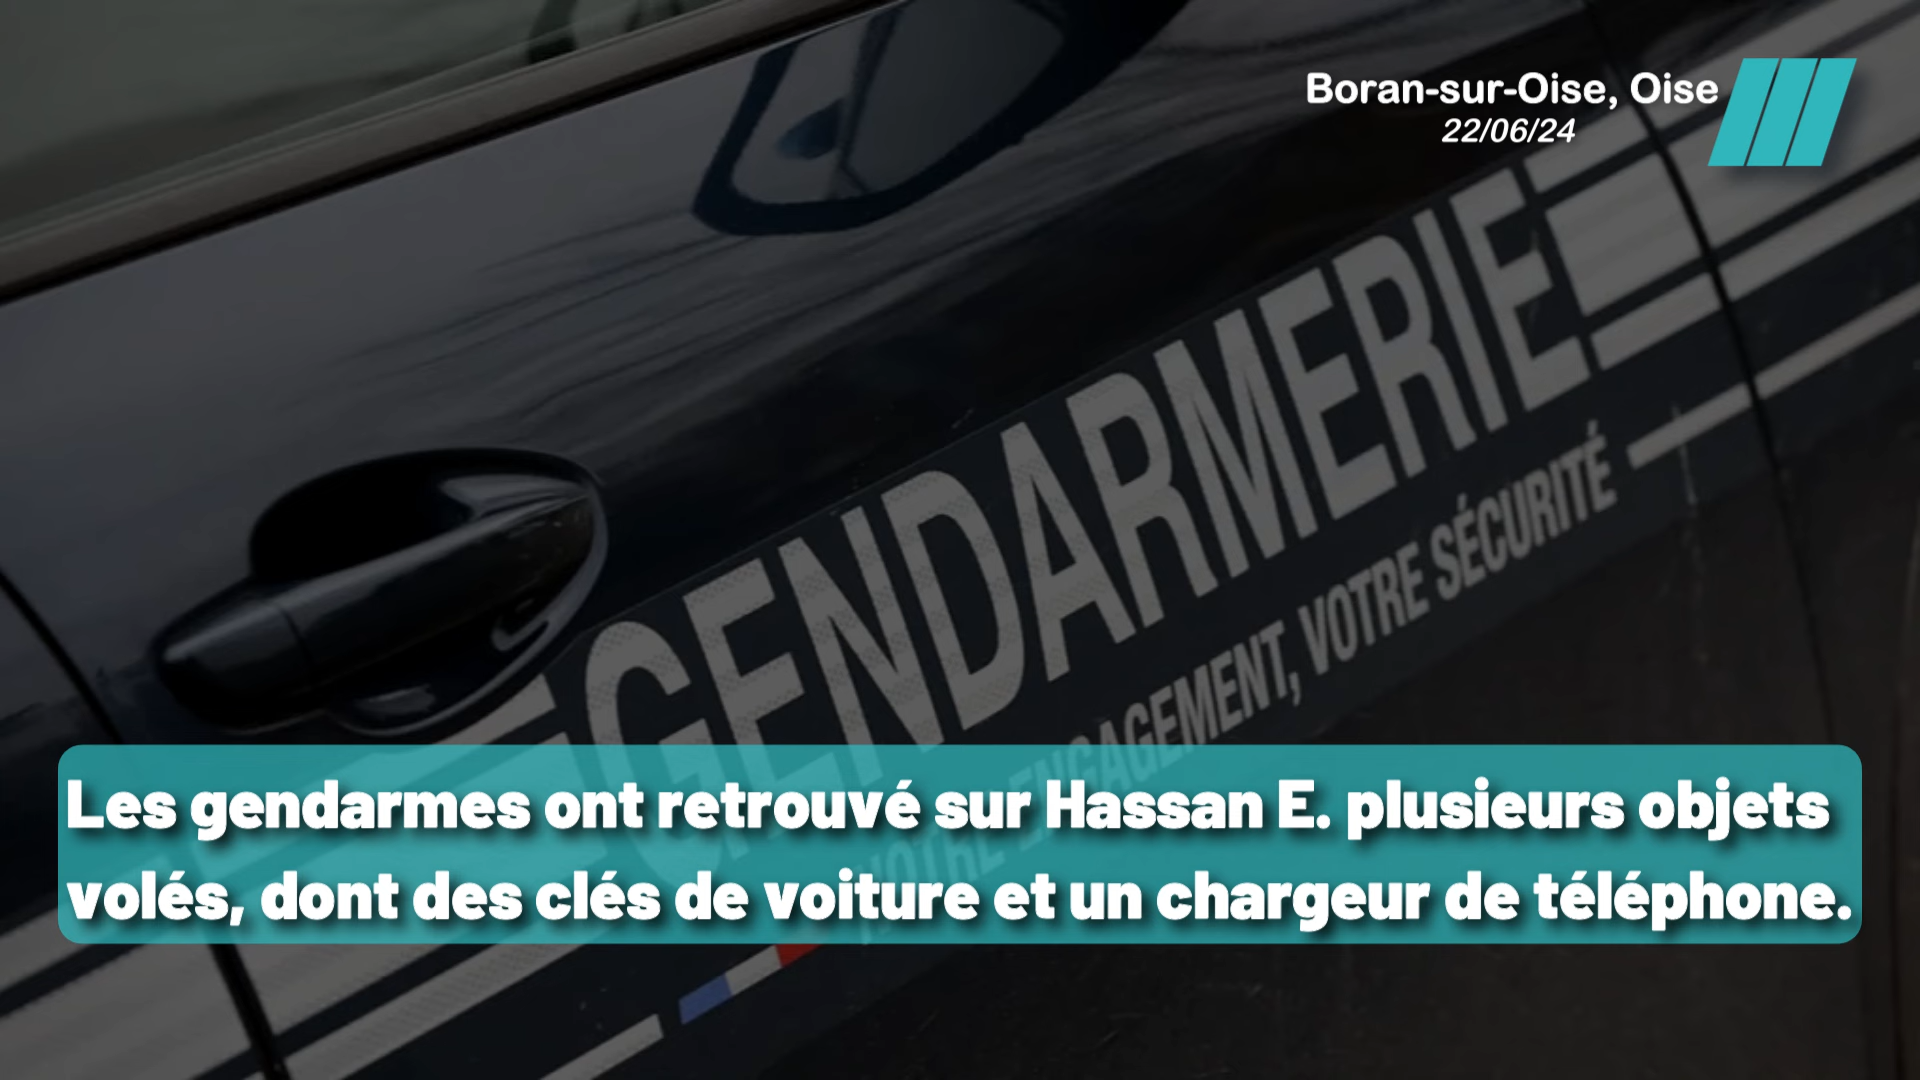 Boran-sur-Oise, Oise
22/06/24
GENDARMERIE
NOTRE ENGAGEMENT, VOTRE SÉCURITÉ
Les gendarmes ont retrouvé sur Hassan E. plusieurs objets
volés, dont des clés de voiture et un chargeur de téléphone.